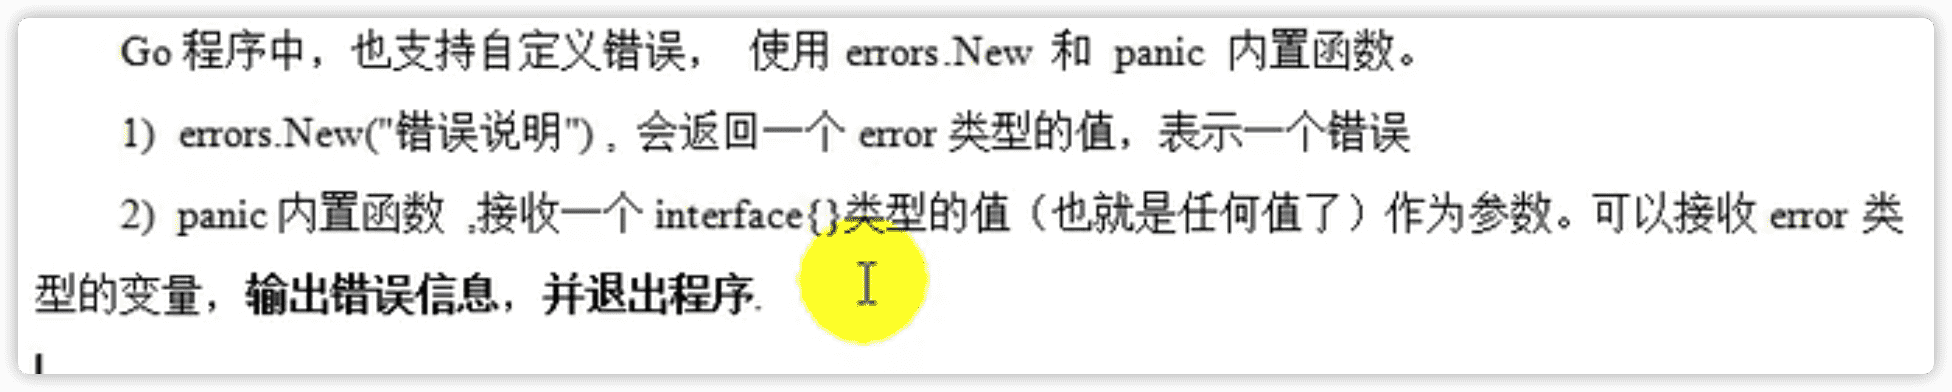 Go 程序中，也支持自定义错误， 使用 errors.New 和 panic 内置函数。
1) errors.New("错误说明") , 会返回一个 error 类型的值，表示一个错误
2) panic 内置函数 ,接收一个 interface{}类型的值（也就是任何值了）作为参数。可以接收 error 类
型的变量，输出错误信息，并退出程序.